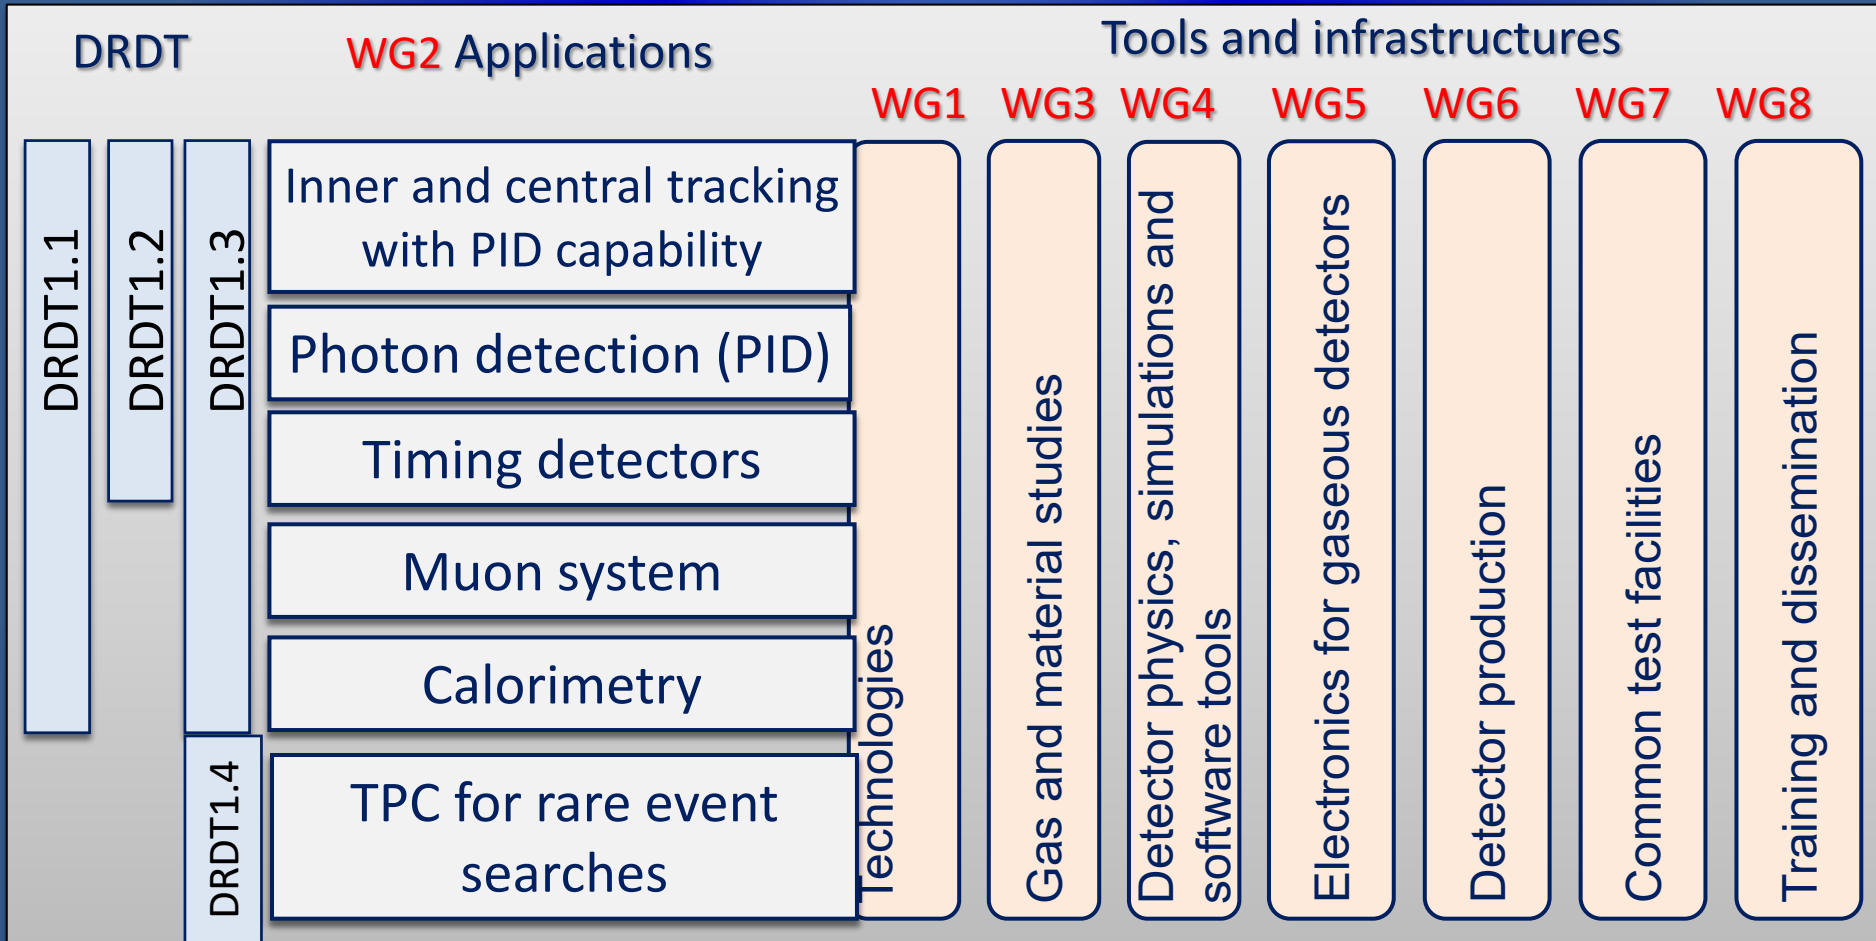 DRDT
WG2 Applications
Tools and infrastructures
WG1
WG3
WG4
WG5
WG6
WG7
WG8
DRDT1.1
DRDT1.2
DRDT1.3
DRDT1.4
Inner and central tracking
with PID capability
Photon detection (PID)
Timing detectors
Muon system
Calorimetry
TPC for rare event
searches
Technologies
Gas and material studies
Detector physics, simulations and
software tools
Electronics for gaseous detectors
Detector production
Common test facilities
Training and dissemination